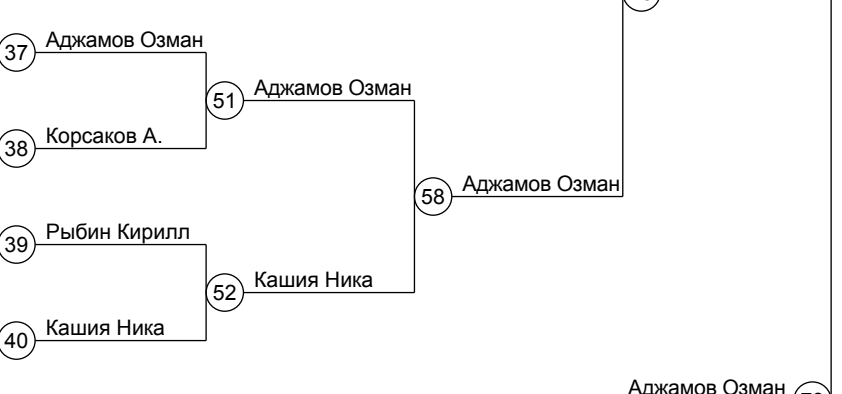 37 Аджамов Озман
51 Аджамов Озман
38 Корсаков А.
58 Аджамов Озман
39 Рыбин Кирилл
52 Кашия Ника
40 Кашия Ника
Аджамов Озман